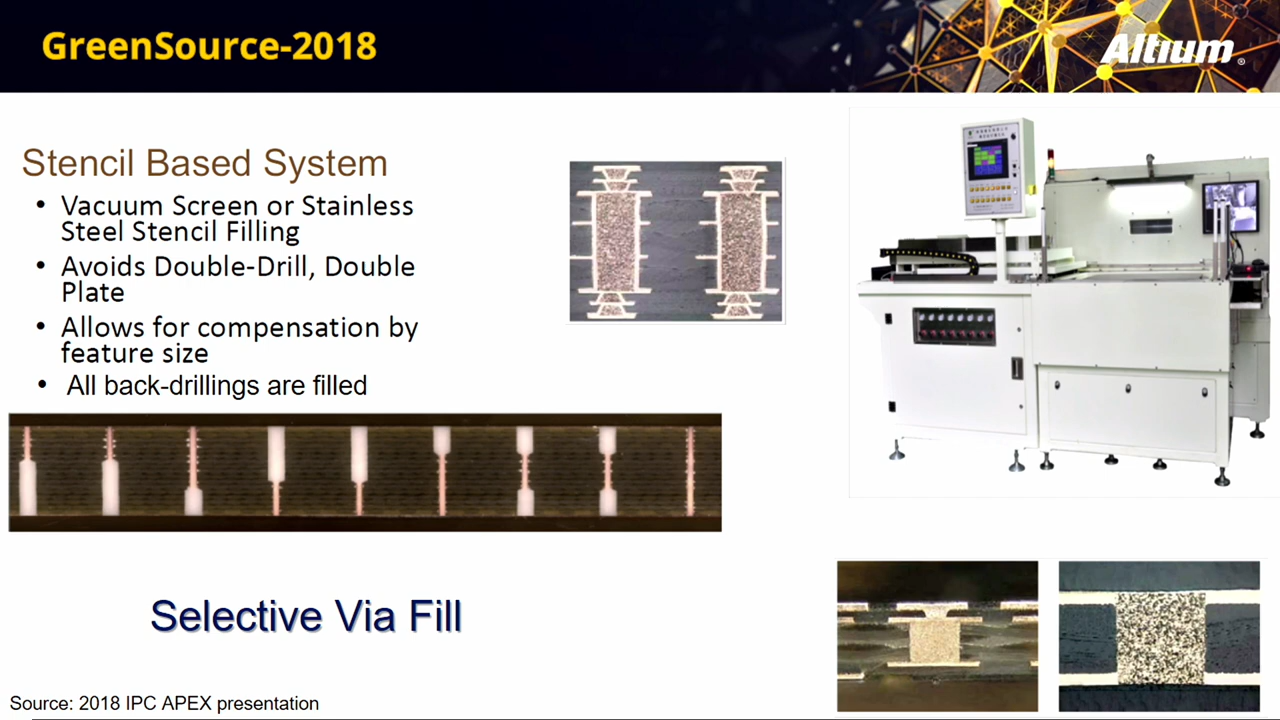 GreenSource-2018
Altium®
Stencil Based System
• Vacuum Screen or Stainless
Steel Stencil Filling
• Avoids Double-Drill, Double
Plate
• Allows for compensation by
feature size
• All back-drillings are filled
Selective Via Fill
Source: 2018 IPC APEX presentation